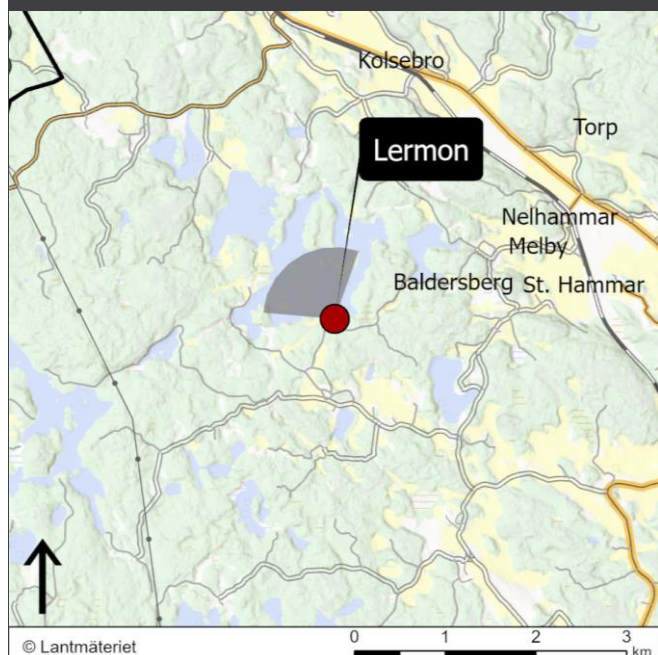 Kolsebro
Torp
Lermon
Nelhammar
Melby
Baldersberg St. Hammar
© Lantmäteriet
0 1 2 3
km